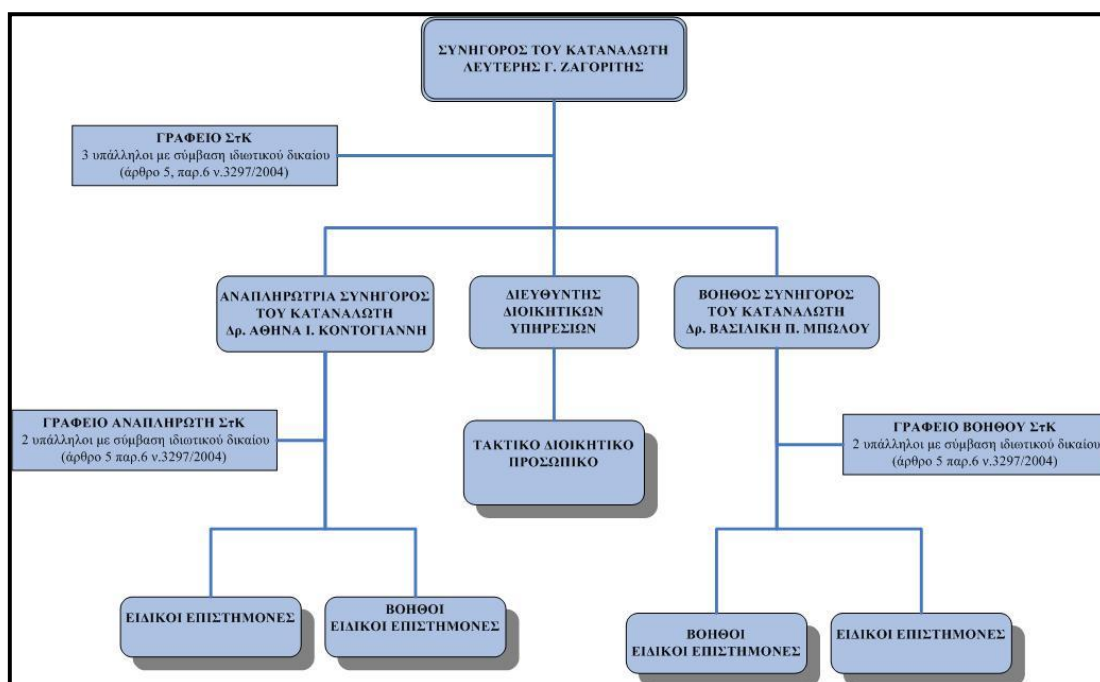 ΣΥΝΗΓΟΡΟΣ ΤΟΥ ΚΑΤΑΝΑΛΩΤΗ
ΛΕΥΤΕΡΗΣ Γ. ΖΑΓΟΡΙΤΗΣ
ΓΡΑΦΕΙΟ ΣτΚ
3 υπάλληλοι με σύμβαση ιδιωτικού δικαίου
(άρθρο 5, παρ.6 ν.3297/2004)
ΑΝΑΠΛΗΡΩΤΡΙΑ ΣΥΝΗΓΟΡΟΣ
ΤΟΥ ΚΑΤΑΝΑΛΩΤΗ
Δρ. ΑΘΗΝΑ Ι. ΚΟΝΤΟΓΙΑΝΝΗ
ΔΙΕΥΘΥΝΤΗΣ
ΔΙΟΙΚΗΤΙΚΩΝ
ΥΠΗΡΕΣΙΩΝ
ΒΟΗΘΟΣ ΣΥΝΗΓΟΡΟΣ
ΤΟΥ ΚΑΤΑΝΑΛΩΤΗ
Δρ. ΒΑΣΙΛΙΚΗ Π. ΜΠΩΛΟΥ
ΓΡΑΦΕΙΟ ΑΝΑΠΛΗΡΩΤΗ ΣτΚ
2 υπάλληλοι με σύμβαση ιδιωτικού δικαίου
(άρθρο 5 παρ.6 ν.3297/2004)
ΤΑΚΤΙΚΟ ΔΙΟΙΚΗΤΙΚΟ
ΠΡΟΣΩΠΙΚΟ
ΓΡΑΦΕΙΟ ΒΟΗΘΟΥ ΣτΚ
2 υπάλληλοι με σύμβαση ιδιωτικού δικαίου
(άρθρο 5 παρ.6 ν.3297/2004)
ΕΙΔΙΚΟΙ ΕΠΙΣΤΗΜΟΝΕΣ
ΒΟΗΘΟΙ
ΕΙΔΙΚΟΙ ΕΠΙΣΤΗΜΟΝΕΣ
ΒΟΗΘΟΙ
ΕΙΔΙΚΟΙ ΕΠΙΣΤΗΜΟΝΕΣ
ΕΙΔΙΚΟΙ ΕΠΙΣΤΗΜΟΝΕΣ